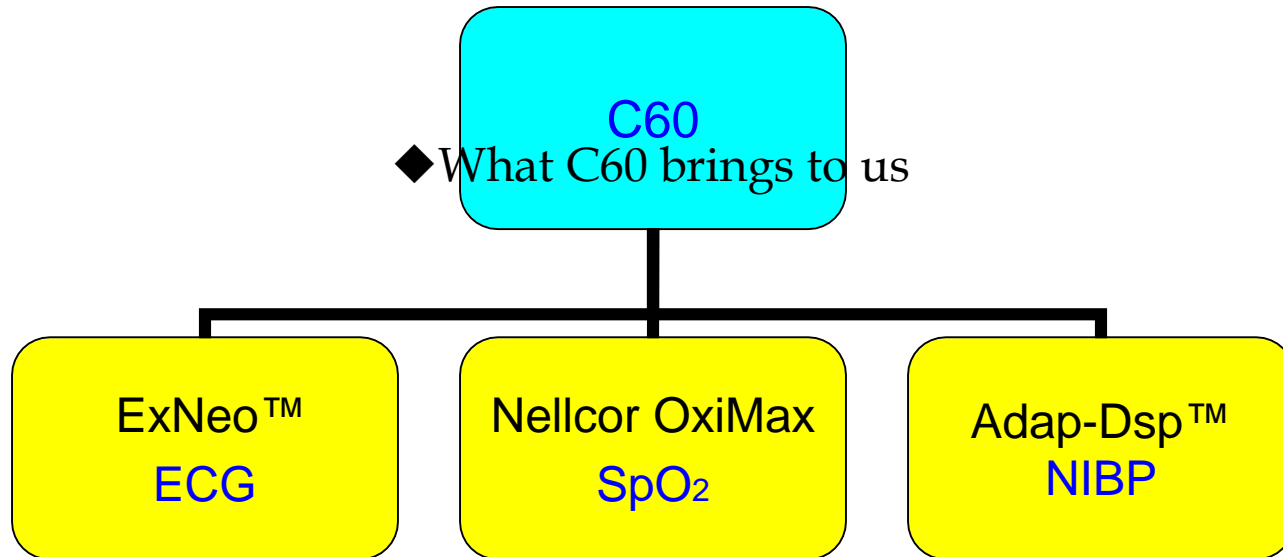 C60
◆What C60 brings to us
ExNeo™
ECG
Nellcor OxiMax
SpO₂
Adap-Dsp™
NIBP